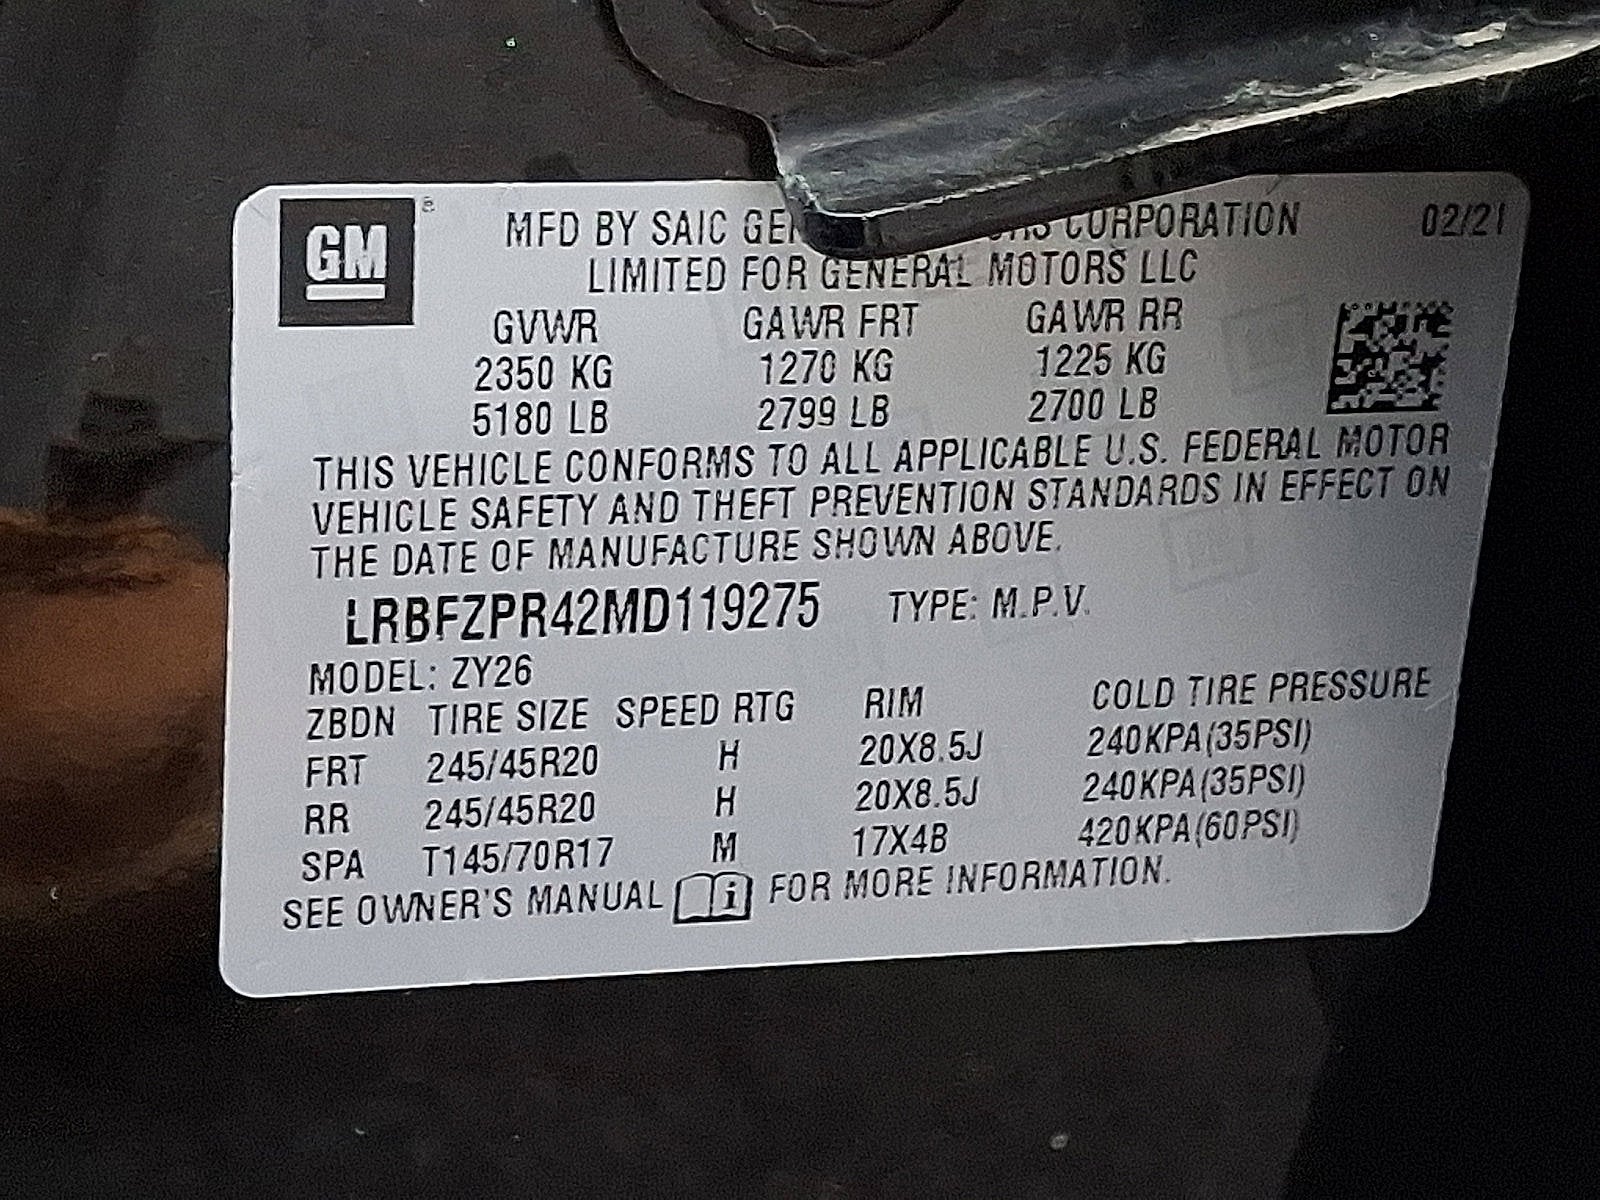 GM ®
MFD BY SAIC CORPORATION 02/21
LIMITED FOR GENERAL MOTORS LLC
GVWR GAWR FRT GAWR RR
2350 KG 1270 KG 1225 KG
5180 LB 2799 LB 2700 LB
THIS VEHICLE CONFORMS TO ALL APPLICABLE U.S. FEDERAL MOTOR
VEHICLE SAFETY AND THEFT PREVENTION STANDARDS IN EFFECT ON
THE DATE OF MANUFACTURE SHOWN ABOVE.
LRBFZPR42MD119275 TYPE: M.P.V.
MODEL: ZY26
ZBDN TIRE SIZE SPEED RTG RIM COLD TIRE PRESSURE
FRT 245/45R20 H 20X8.5J 240KPA(35PSI)
RR 245/45R20 H 20X8.5J 240KPA(35PSI)
SPA T145/70R17 M 17X4B 420KPA(60PSI)
SEE OWNER'S MANUAL i FOR MORE INFORMATION.